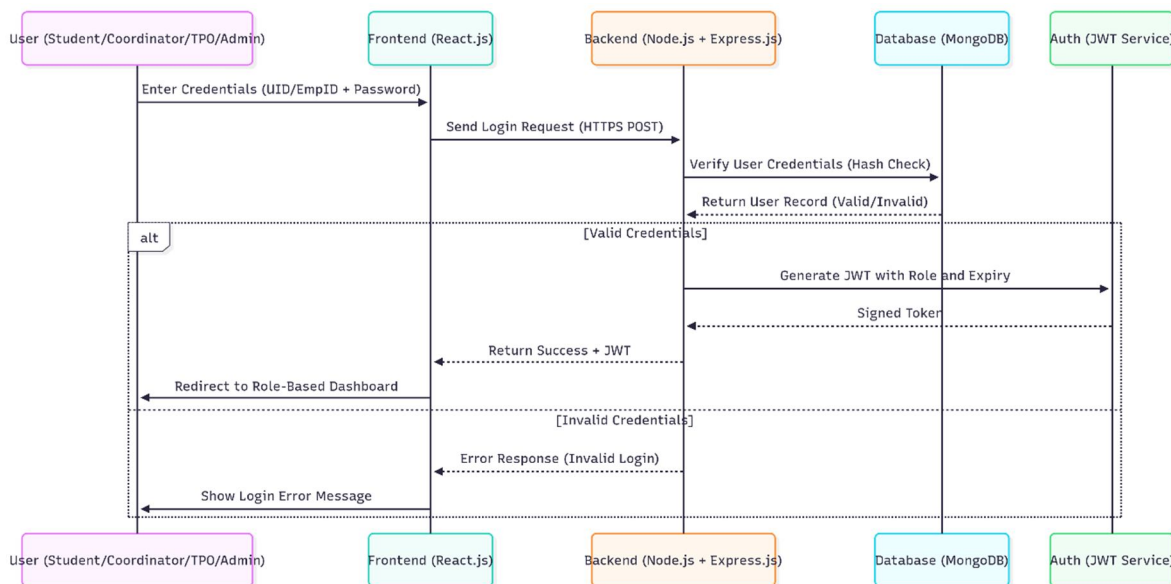 User (Student/Coordinator/TPO/Admin)
Frontend (React.js)
Backend (Node.js + Express.js)
Database (MongoDB)
Auth (JWT Service)
Enter Credentials (UID/EmpID + Password)
Send Login Request (HTTPS POST)
Verify User Credentials (Hash Check)
Return User Record (Valid/Invalid)
alt
[Valid Credentials]
Generate JWT with Role and Expiry
Signed Token
Return Success + JWT
Redirect to Role-Based Dashboard
[Invalid Credentials]
Error Response (Invalid Login)
Show Login Error Message
User (Student/Coordinator/TPO/Admin)
Frontend (React.js)
Backend (Node.js + Express.js)
Database (MongoDB)
Auth (JWT Service)